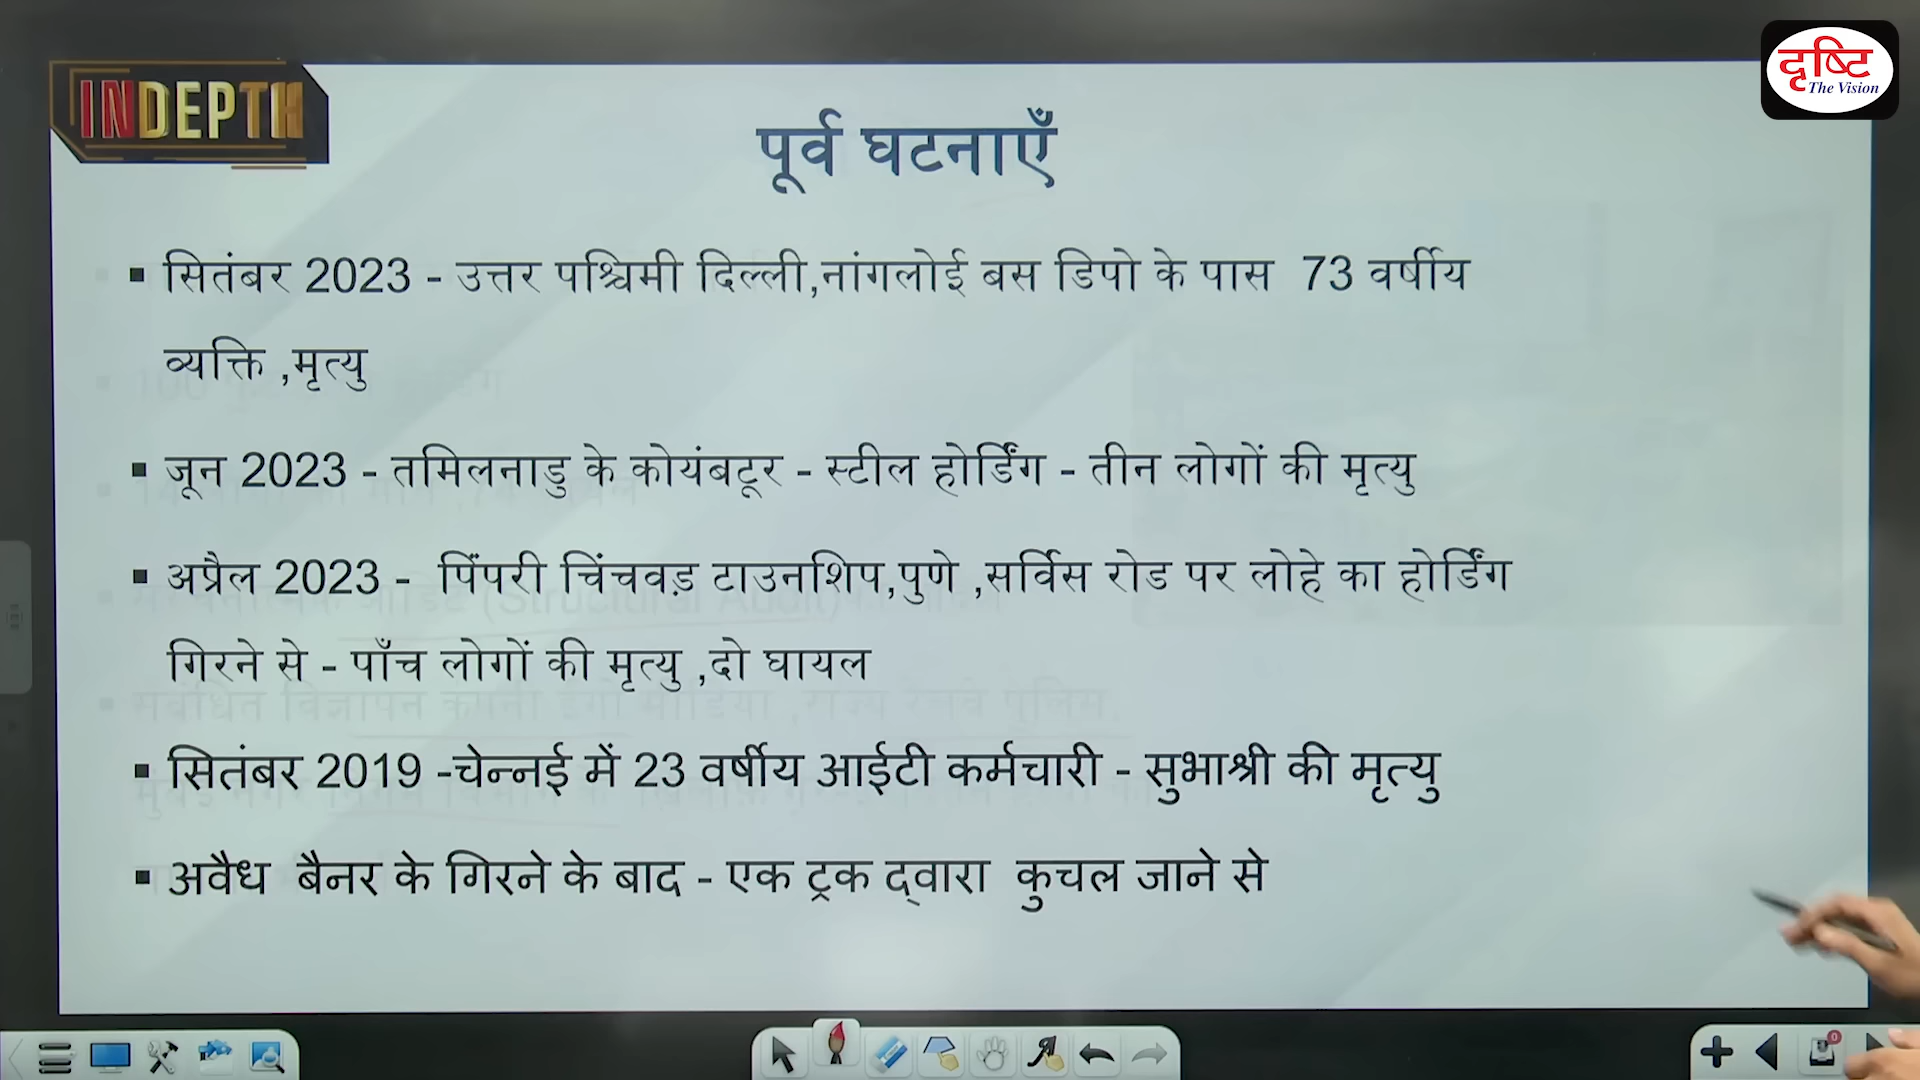 INDEPTH
दृष्टि
The Vision
पूर्व घटनाएँ
▪ सितंबर 2023 - उत्तर पश्चिमी दिल्ली,नांगलोई बस डिपो के पास 73 वर्षीय
व्यक्ति ,मृत्यु
▪ जून 2023 - तमिलनाडु के कोयंबटूर - स्टील होर्डिंग - तीन लोगों की मृत्यु
▪ अप्रैल 2023 - पिंपरी चिंचवड़ टाउनशिप,पुणे ,सर्विस रोड पर लोहे का होर्डिंग
गिरने से - पाँच लोगों की मृत्यु ,दो घायल
▪ सितंबर 2019 -चेन्नई में 23 वर्षीय आईटी कर्मचारी - सुभाश्री की मृत्यु
▪ अवैध बैनर के गिरने के बाद - एक ट्रक द्वारा कुचल जाने से